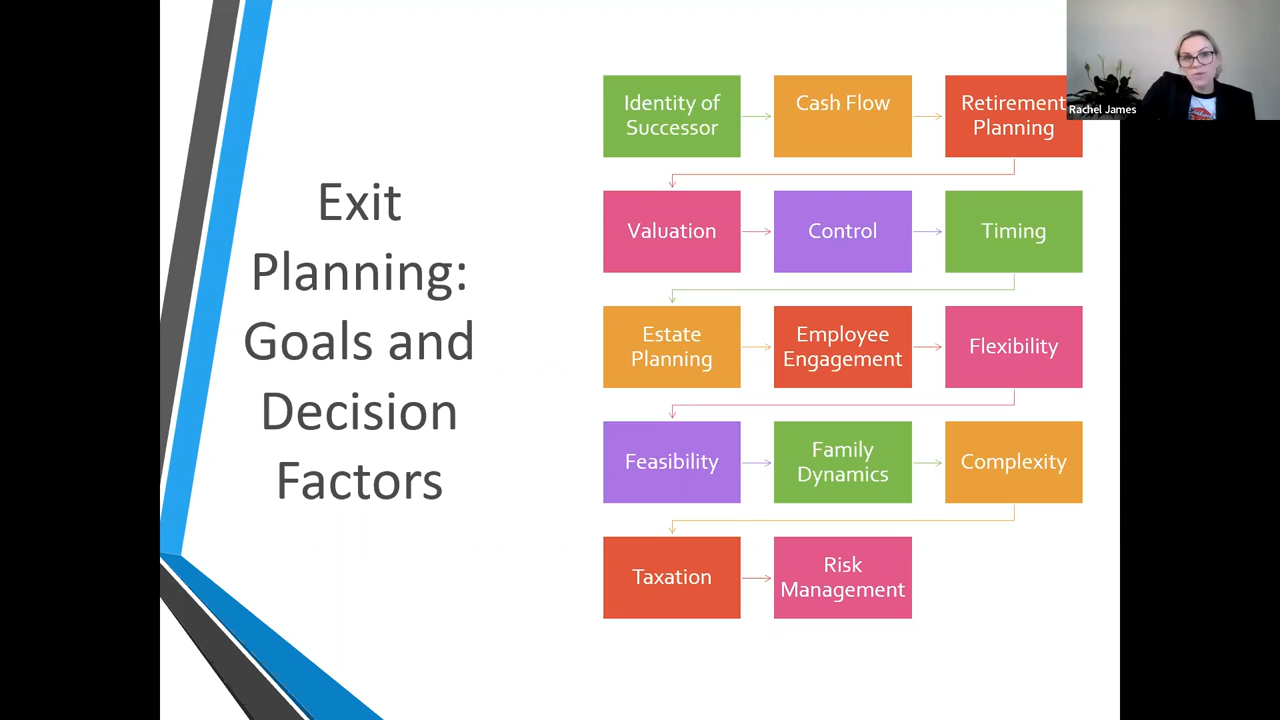 Exit
Planning:
Goals and
Decision
Factors
Identity of
Successor
Cash Flow
Retirement
Planning
Valuation
Control
Timing
Estate
Planning
Employee
Engagement
Flexibility
Feasibility
Family
Dynamics
Complexity
Taxation
Risk
Management
Rachel James